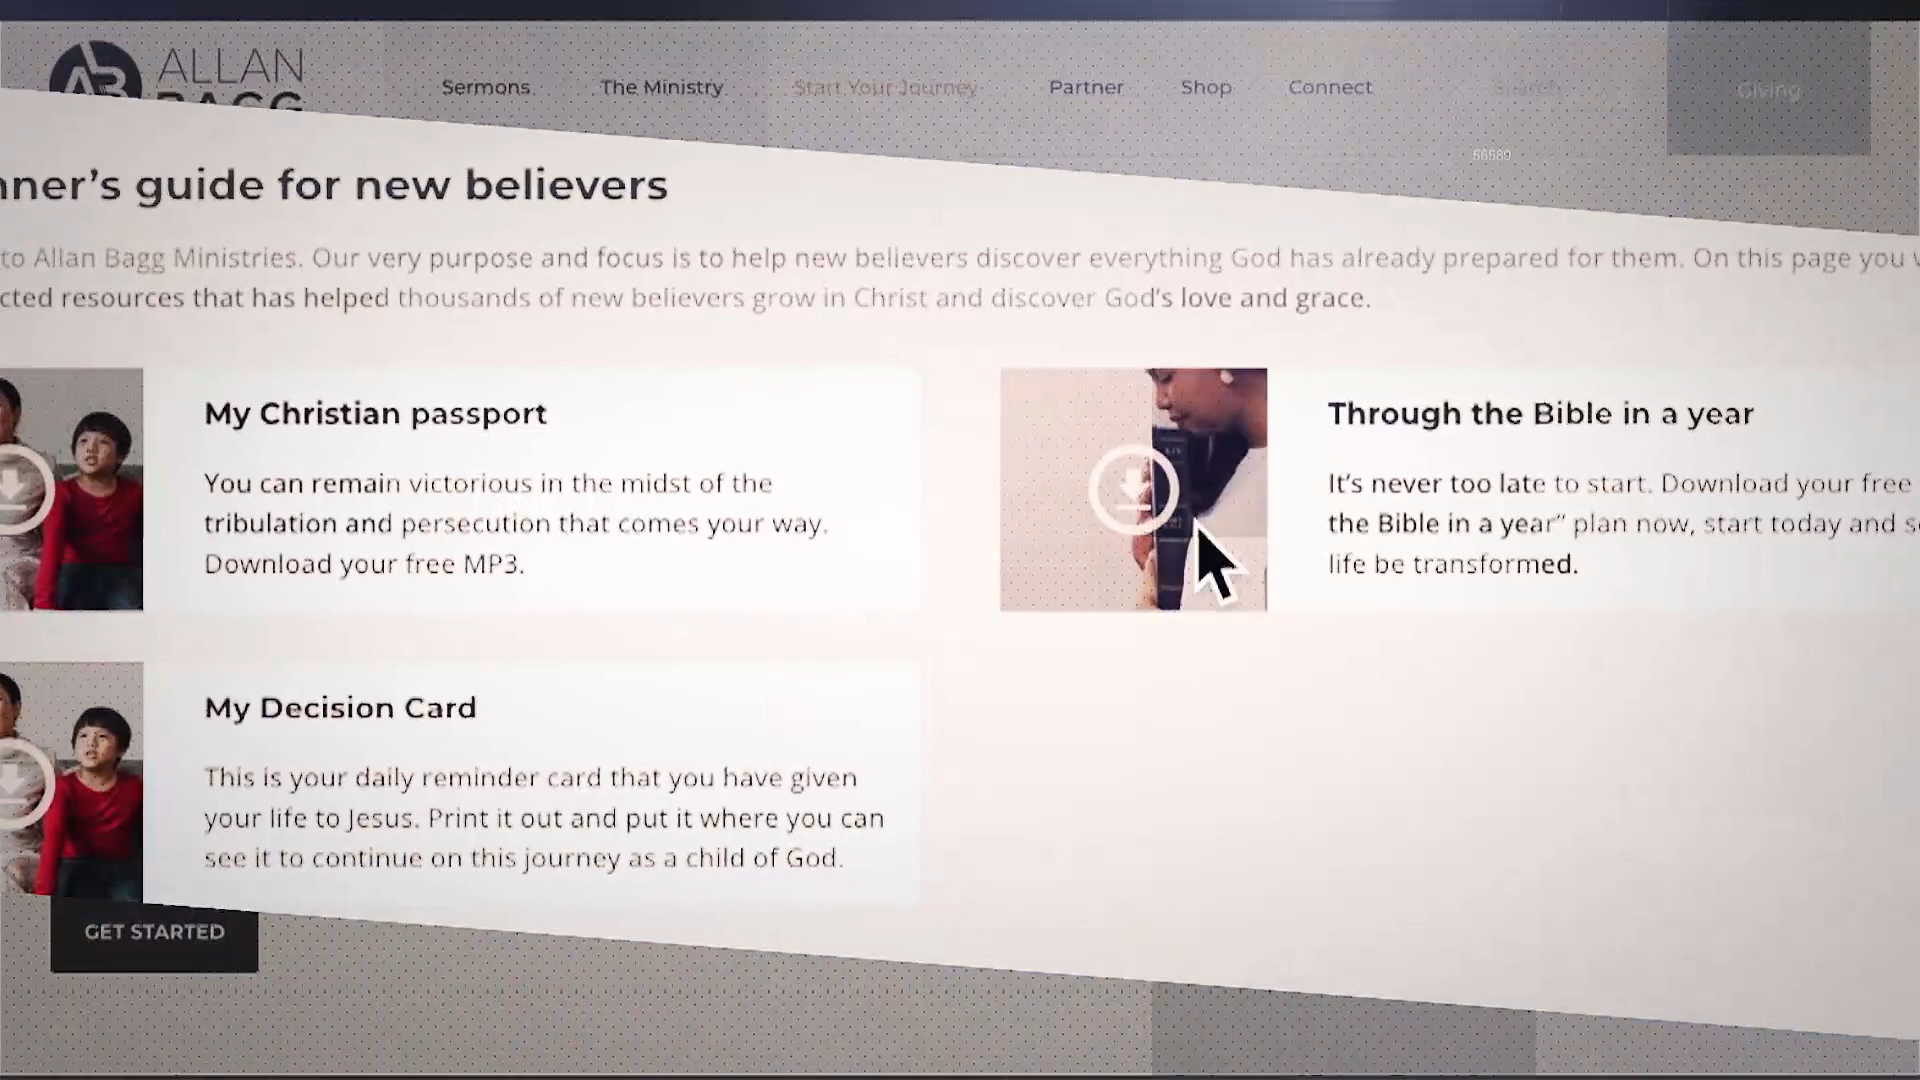 ALLAN
BAGG
Sermons The Ministry Start Your Journey Partner Shop Connect Search Giving
56589
nner’s guide for new believers
to Allan Bagg Ministries. Our very purpose and focus is to help new believers discover everything God has already prepared for them. On this page you
cted resources that has helped thousands of new believers grow in Christ and discover God’s love and grace.
My Christian passport
You can remain victorious in the midst of the
tribulation and persecution that comes your way.
Download your free MP3.
Through the Bible in a year
It’s never too late to start. Download your free
the Bible in a year” plan now, start today and s
life be transformed.
My Decision Card
This is your daily reminder card that you have given
your life to Jesus. Print it out and put it where you can
see it to continue on this journey as a child of God.
GET STARTED